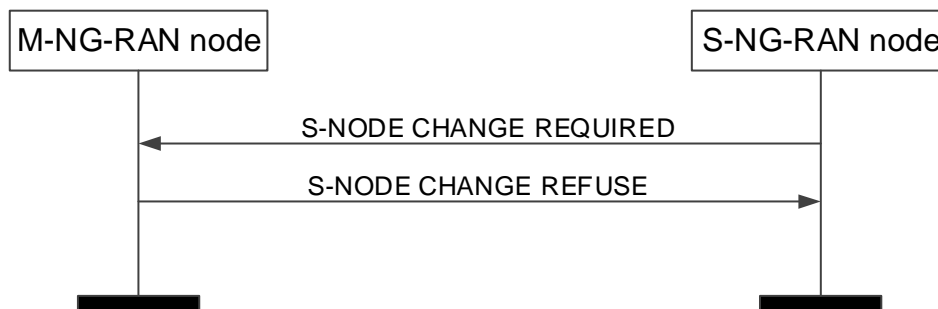 M-NG-RAN node
S-NG-RAN node
S-NODE CHANGE REQUIRED
S-NODE CHANGE REFUSE